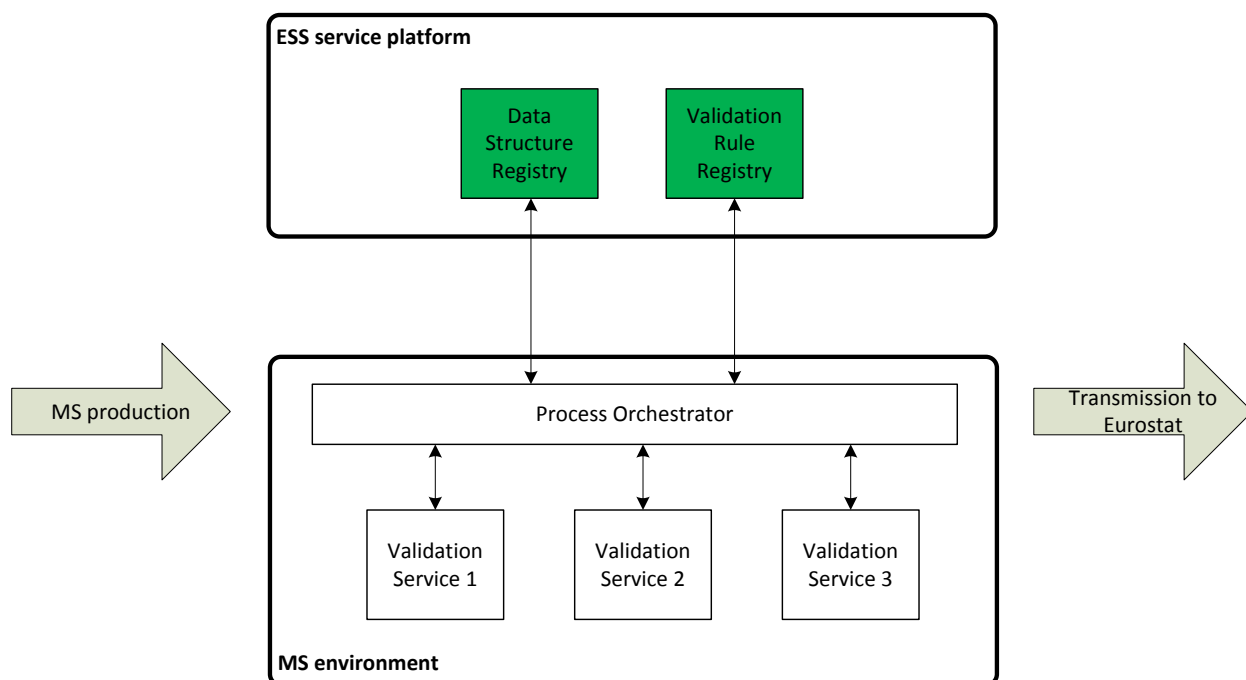 ESS service platform
Data
Structure
Registry
Validation
Rule
Registry
MS production
Process Orchestrator
Transmission to
Eurostat
Validation
Service 1
Validation
Service 2
Validation
Service 3
MS environment